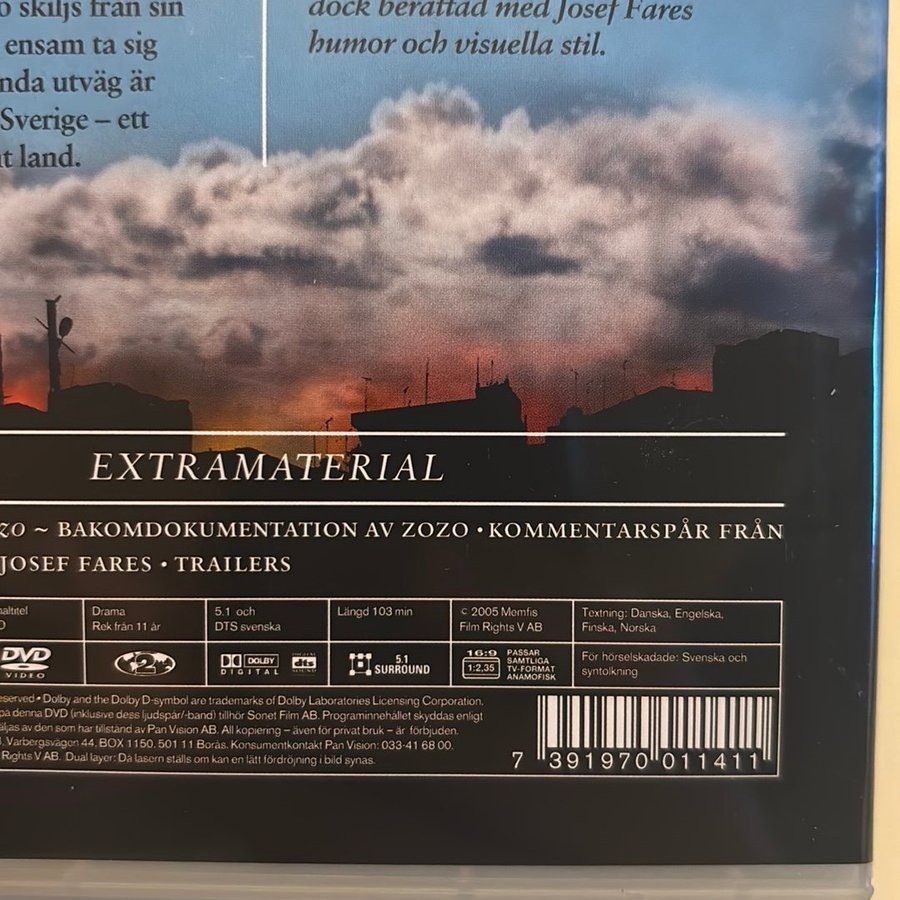 skiljs från sin
ensam ta sig
nda utväg är
Sverige – ett
t land.
dock berättad med Josef Fares
humor och visuella stil.
EXTRAMATERIAL
zo ~ BAKOMDOKUMENTATION AV ZOZO • KOMMENTARSPÅR FRÅN
JOSEF FARES • TRAILERS
naltitel
O
Drama
Rek från 11 år
5.1 och
DTS svenska
Längd 103 min
© 2005 Memfis
Film Rights V AB
Textning: Danska, Engelska,
Finska, Norska
DVD
VIDEO
2
DOLBY
DIGITAL
DIGITAL
dts
SOUND
5.1
SURROUND
16:9
1:2,35
PASSAR
SAMTLIGA
TV-FORMAT
ANAMOFISK
För hörselskadade: Svenska och
syntolkning
eserved • Dolby and the Dolby D-symbol are trademarks of Dolby Laboratories Licensing Corporation.
på denna DVD (inklusive dess ljudspår/-band) tillhör Sonet Film AB. Programinnehållet skyddas enligt
äljas av den som har tillstånd av Pan Vision AB. All kopiering – även för privat bruk – är förbjuden.
Varbergsvägen 44, BOX 1150, 501 11 Borås. Konsumentkontakt Pan Vision: 033-41 68 00.
Rights V AB. Dual layer: Då lasern ställs om kan en lätt fördröjning i bild synas.
7 391970 011411